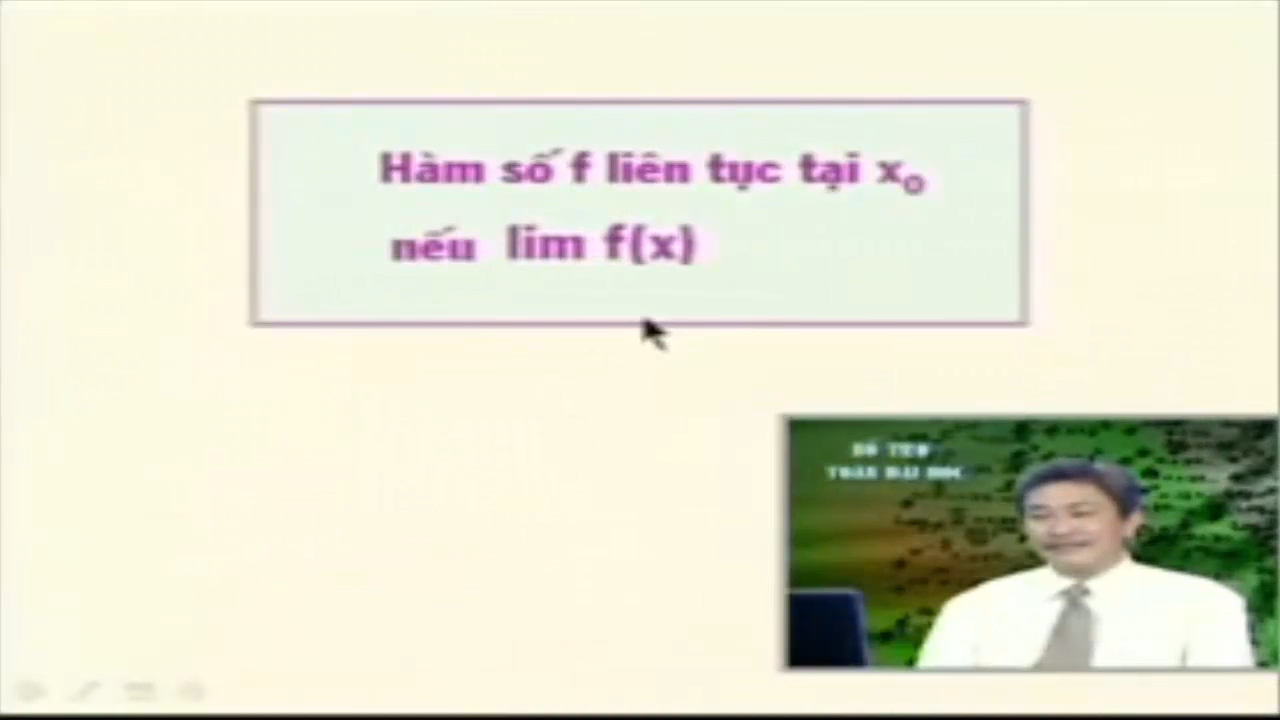 Hàm số f liên tục tại x₀
nếu lim f(x)